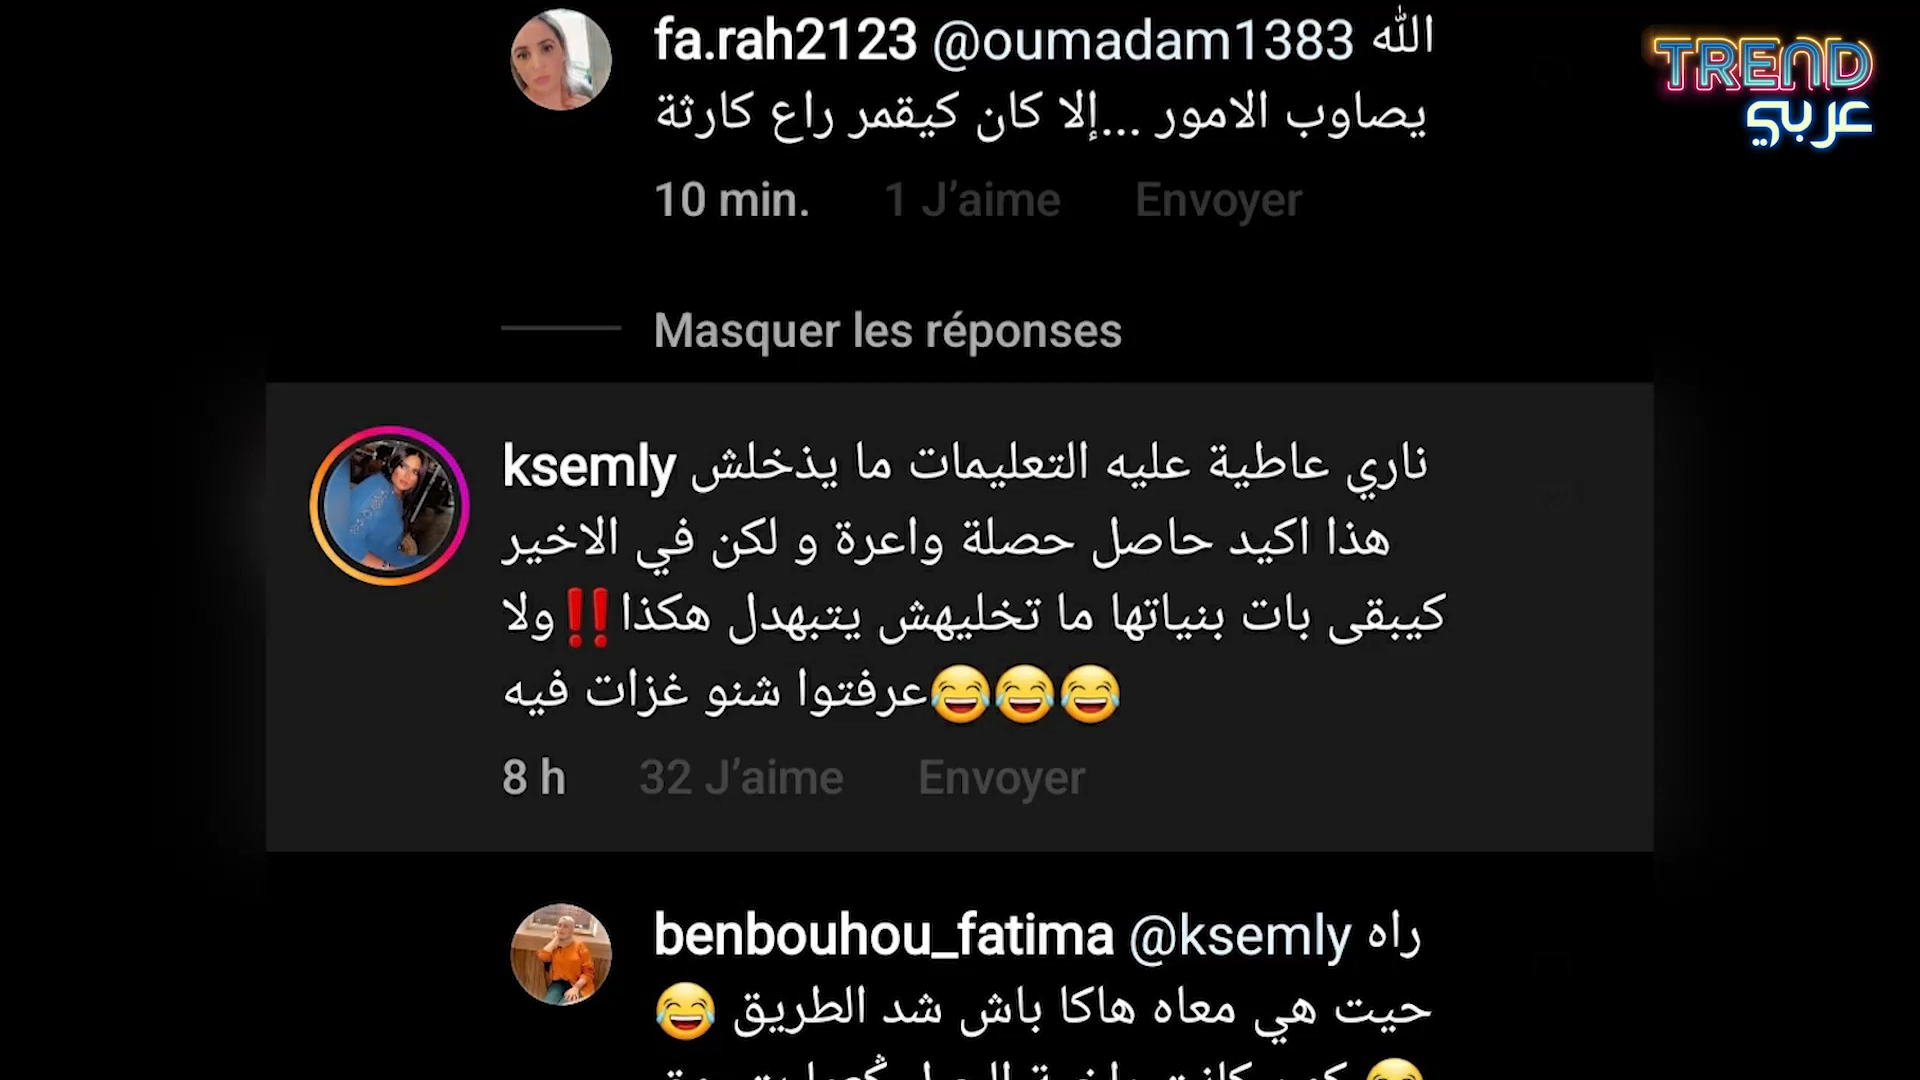 fa.rah2123 @oumadam1383 الله
يصاوب الامور ...إلا كان كيقمر راع كارثة
10 min. 1 J’aime Envoyer
Masquer les réponses
ksemly ناري عاطية عليه التعليمات ما يذخلش
هذا اكيد حاصل حصلة واعرة و لكن في الاخير
كيبقى بات بنياتها ما تخليهش يتبهدل هكذا‼️ولا
عرفتوا شنو غزات فيه😂😂😂
8 h 32 J’aime Envoyer
benbouhou_fatima @ksemly راه
حيت هي معاه هاكا باش شد الطريق 😂
TREND
عربي